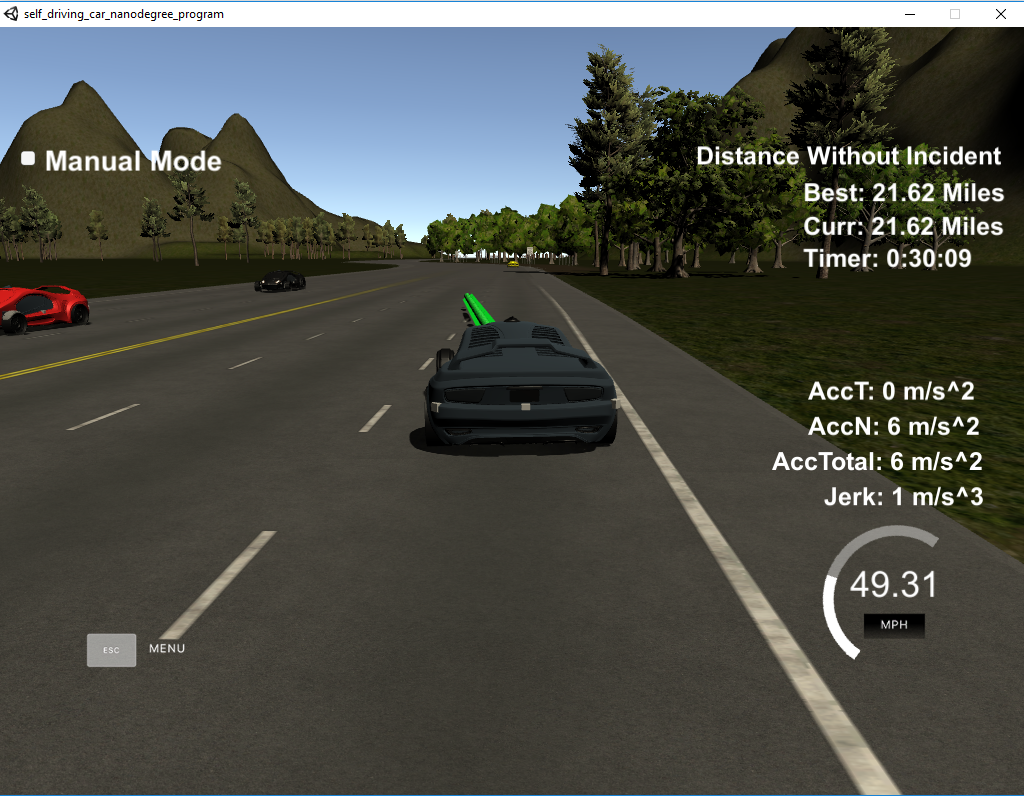 self_driving_car_nanodegree_program
Manual Mode
Distance Without Incident
Best: 21.62 Miles
Curr: 21.62 Miles
Timer: 0:30:09
AccT: 0 m/s^2
AccN: 6 m/s^2
AccTotal: 6 m/s^2
Jerk: 1 m/s^3
49.31
MPH
ESC MENU